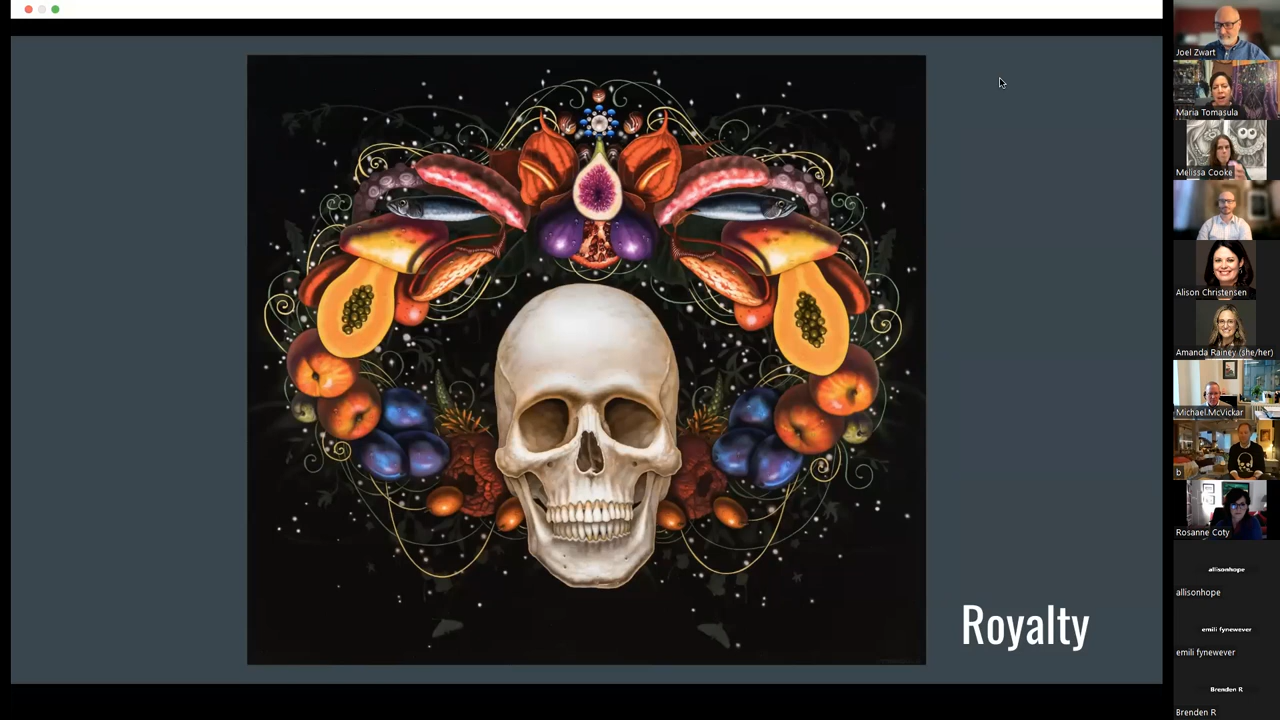 Royalty
Joel Zwart
Maria Tomasula
Melissa Cooke
Alison Christensen
Amanda Rainey (she/her)
Michael.McVickar
b
Rosanne Coty
allisonhope
allisonhope
emili fynewever
emili fynewever
Brenden R
Brenden R